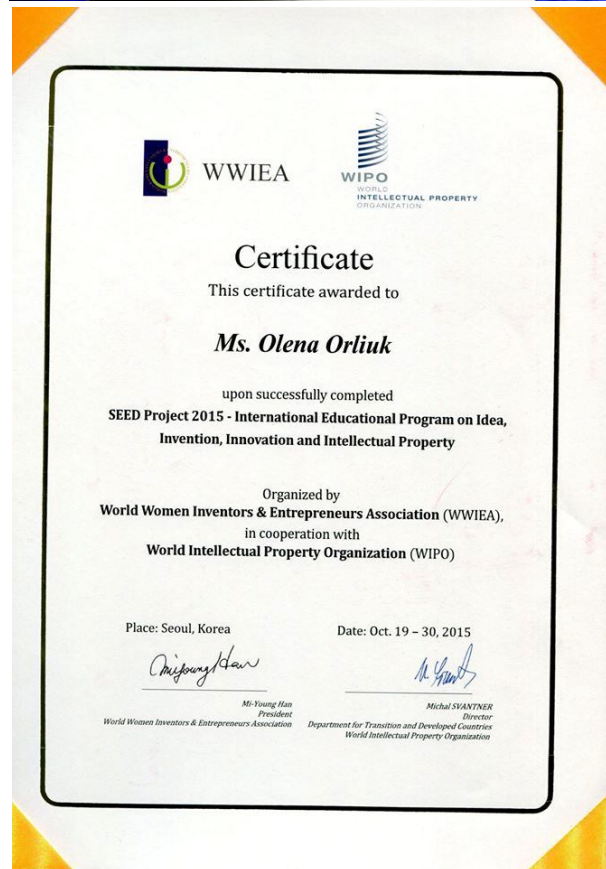 WWIEA
WIPO
WORLD
INTELLECTUAL PROPERTY
ORGANIZATION
Certificate
This certificate awarded to
Ms. Olena Orliuk
upon successfully completed
SEED Project 2015 - International Educational Program on Idea,
Invention, Innovation and Intellectual Property
Organized by
World Women Inventors & Entrepreneurs Association (WWIEA),
in cooperation with
World Intellectual Property Organization (WIPO)
Place: Seoul, Korea
Date: Oct. 19 – 30, 2015
Miyoung Han
Mi-Young Han
President
World Women Inventors & Entrepreneurs Association
Michal SVANTNER
Director
Department for Transition and Developed Countries
World Intellectual Property Organization